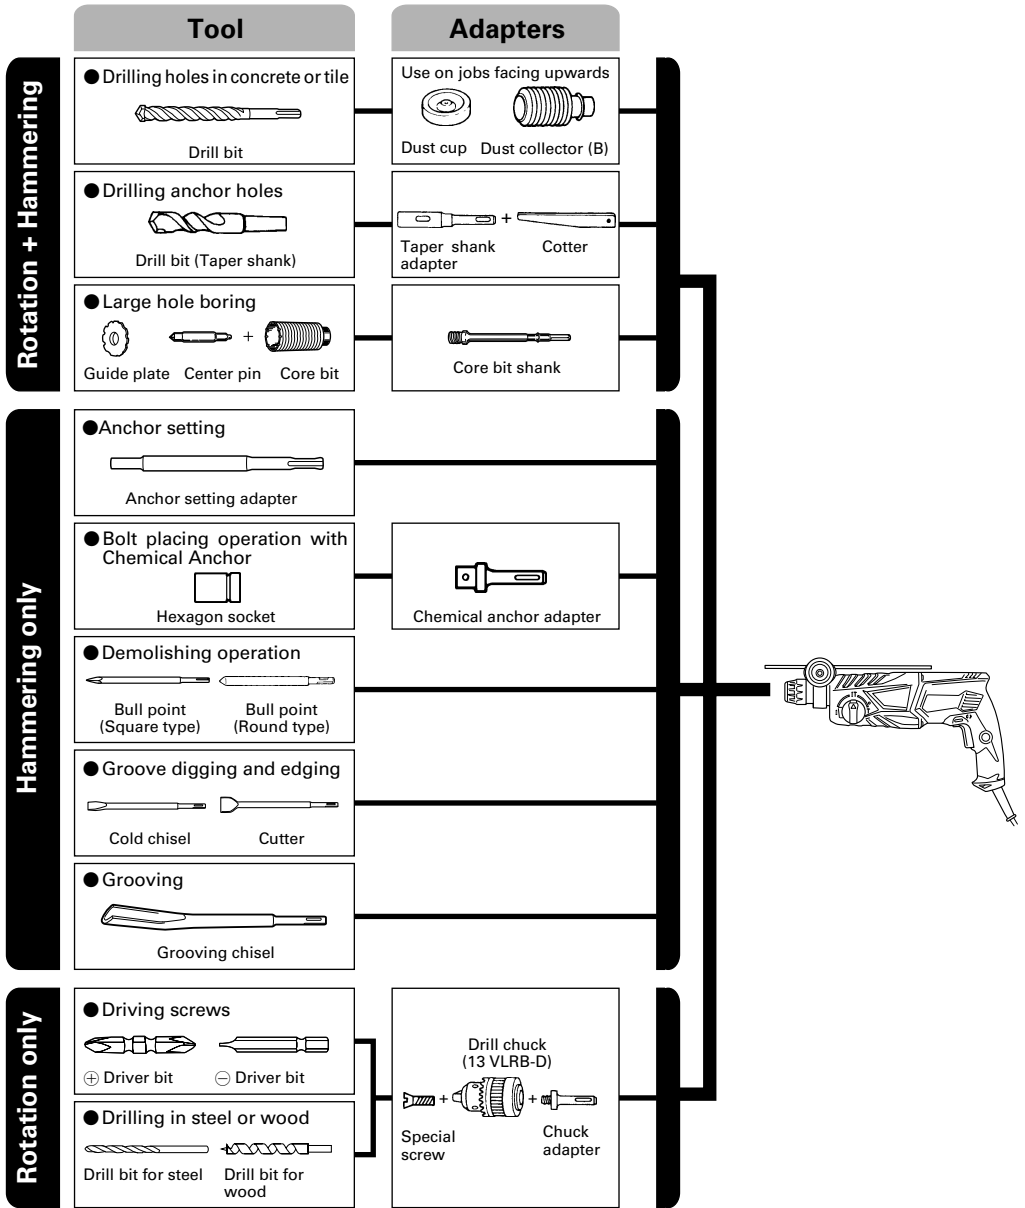 Tool
Adapters
Rotation + Hammering
● Drilling holes in concrete or tile
Drill bit
Use on jobs facing upwards
Dust cup
Dust collector (B)
● Drilling anchor holes
Drill bit (Taper shank)
+
Taper shank
adapter
Cotter
● Large hole boring
+
Guide plate
Center pin
Core bit
Core bit shank
Hammering only
●Anchor setting
Anchor setting adapter
● Bolt placing operation with
Chemical Anchor
Hexagon socket
Chemical anchor adapter
● Demolishing operation
Bull point
(Square type)
Bull point
(Round type)
● Groove digging and edging
Cold chisel
Cutter
● Grooving
Grooving chisel
Rotation only
● Driving screws
⊕ Driver bit
⊖ Driver bit
● Drilling in steel or wood
Drill bit for steel
Drill bit for
wood
Drill chuck
(13 VLRB-D)
+
+
Special
screw
Chuck
adapter